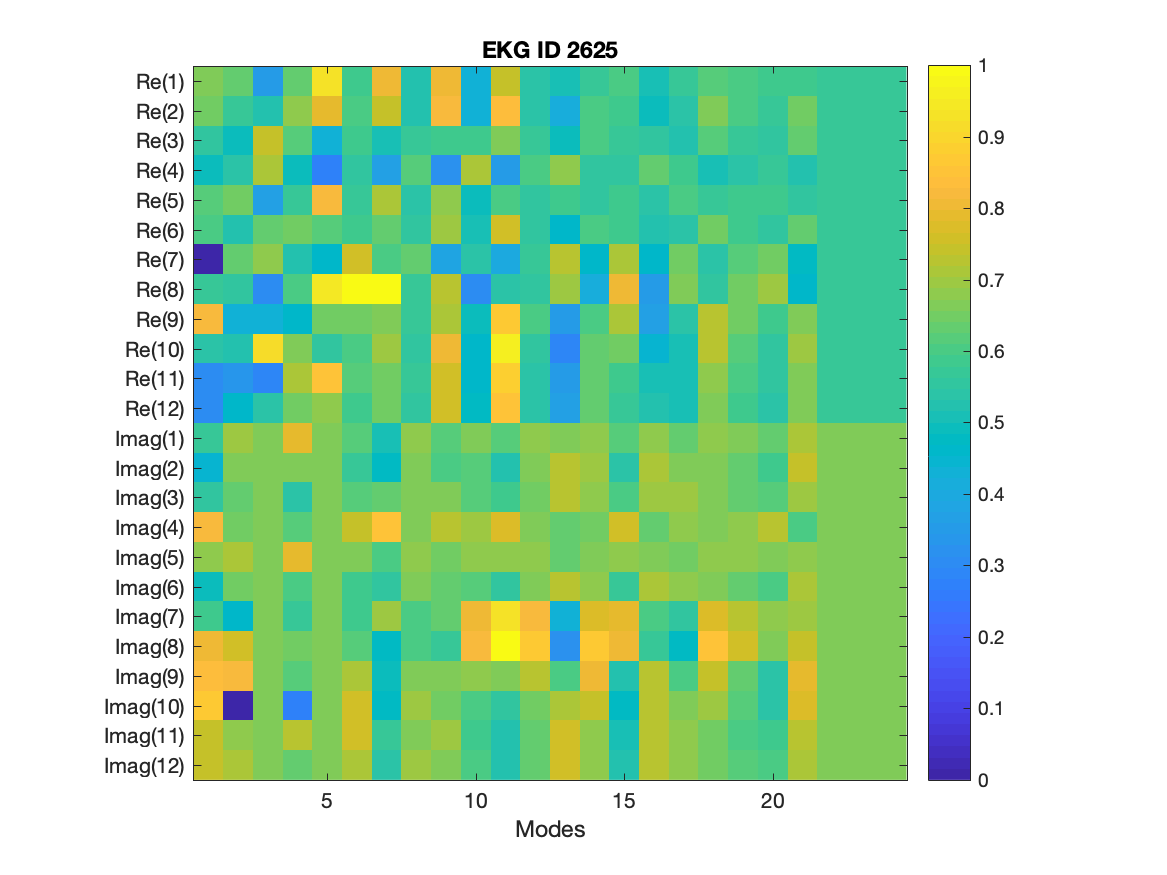 EKG ID 2625
Re(1)
Re(2)
Re(3)
Re(4)
Re(5)
Re(6)
Re(7)
Re(8)
Re(9)
Re(10)
Re(11)
Re(12)
Imag(1)
Imag(2)
Imag(3)
Imag(4)
Imag(5)
Imag(6)
Imag(7)
Imag(8)
Imag(9)
Imag(10)
Imag(11)
Imag(12)
5 10 15 20
Modes
1
0.9
0.8
0.7
0.6
0.5
0.4
0.3
0.2
0.1
0